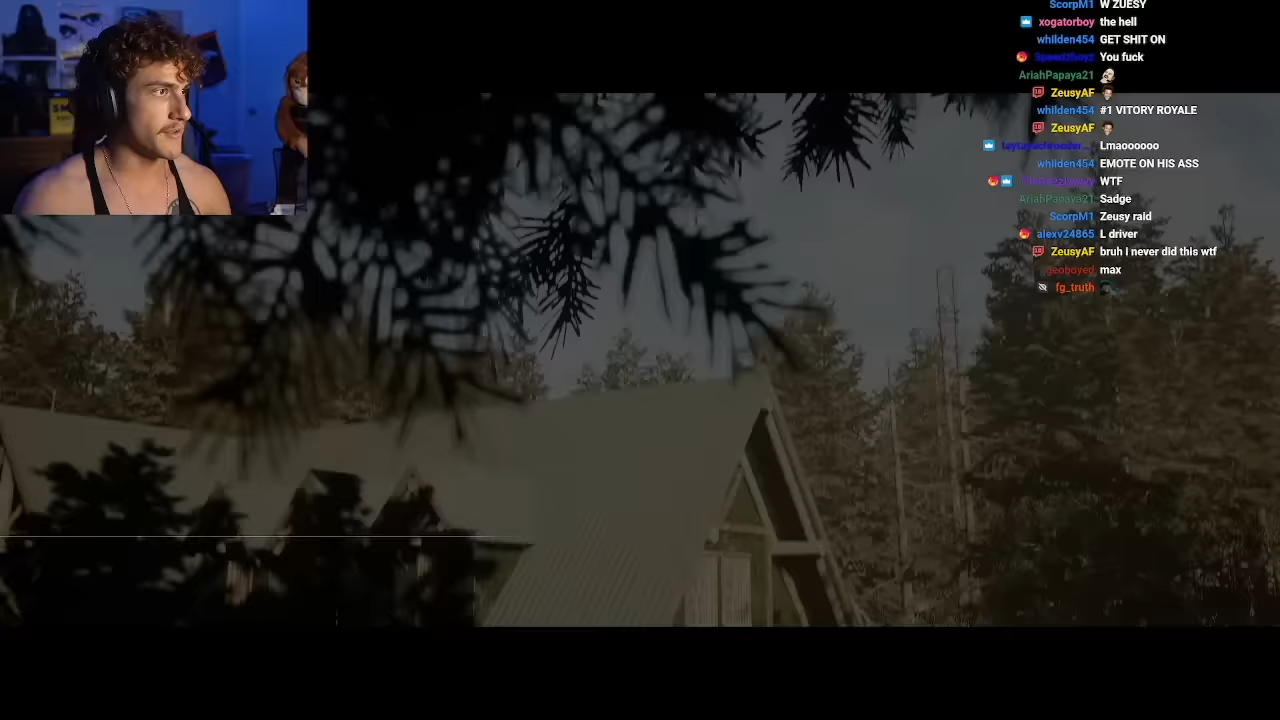 ScorpM1 W ZUESY
xogatorboy the hell
whilden454 GET SHIT ON
You fuck
AriahPapaya21
ZeusyAF
whilden454 #1 VITORY ROYALE
ZeusyAF
Lmaoooooo
whilden454 EMOTE ON HIS ASS
WTF
AriahPapaya21 Sadge
ScorpM1 Zeusy raid
alexv24865 L driver
ZeusyAF bruh I never did this wtf
geoboyed max
fg_truth